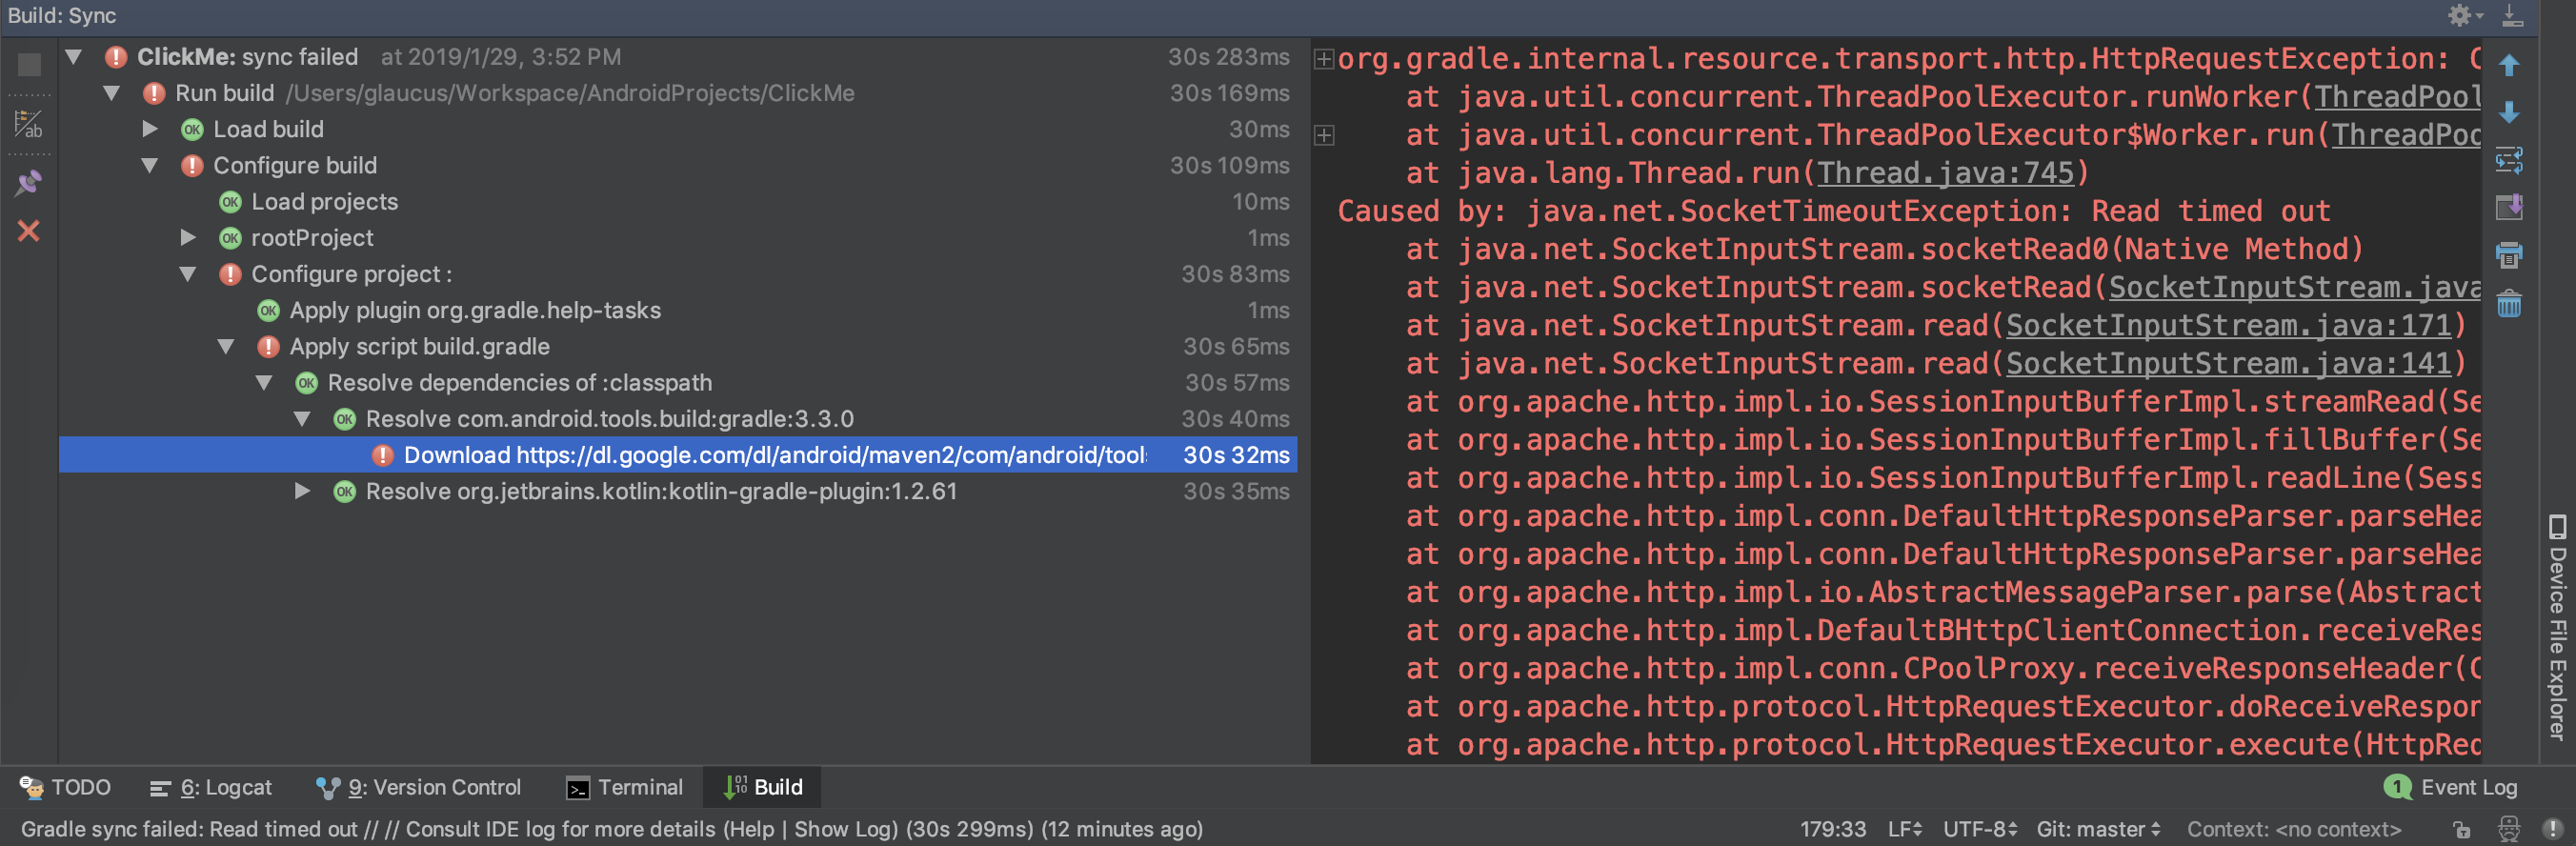 Build: Sync
ClickMe: sync failed at 2019/1/29, 3:52 PM 30s 283ms
Run build /Users/glaucus/Workspace/AndroidProjects/ClickMe 30s 169ms
Load build 30ms
Configure build 30s 109ms
Load projects 10ms
rootProject 1ms
Configure project : 30s 83ms
Apply plugin org.gradle.help-tasks 1ms
Apply script build.gradle 30s 65ms
Resolve dependencies of :classpath 30s 57ms
Resolve com.android.tools.build:gradle:3.3.0 30s 40ms
Download https://dl.google.com/dl/android/maven2/com/android/tool 30s 32ms
Resolve org.jetbrains.kotlin:kotlin-gradle-plugin:1.2.61 30s 35ms
org.gradle.internal.resource.transport.http.HttpRequestException: C
at java.util.concurrent.ThreadPoolExecutor.runWorker(ThreadPool
at java.util.concurrent.ThreadPoolExecutor$Worker.run(ThreadPoo
at java.lang.Thread.run(Thread.java:745)
Caused by: java.net.SocketTimeoutException: Read timed out
at java.net.SocketInputStream.socketRead0(Native Method)
at java.net.SocketInputStream.socketRead(SocketInputStream.java
at java.net.SocketInputStream.read(SocketInputStream.java:171)
at java.net.SocketInputStream.read(SocketInputStream.java:141)
at org.apache.http.impl.io.SessionInputBufferImpl.streamRead(Se
at org.apache.http.impl.io.SessionInputBufferImpl.fillBuffer(Se
at org.apache.http.impl.io.SessionInputBufferImpl.readLine(Sess
at org.apache.http.impl.conn.DefaultHttpResponseParser.parseHea
at org.apache.http.impl.conn.DefaultHttpResponseParser.parseHea
at org.apache.http.impl.io.AbstractMessageParser.parse(Abstract
at org.apache.http.impl.DefaultBHttpClientConnection.receiveRes
at org.apache.http.impl.conn.CPoolProxy.receiveResponseHeader(C
at org.apache.http.protocol.HttpRequestExecutor.doReceiveRespon
at org.apache.http.protocol.HttpRequestExecutor.execute(HttpReq
Device File Explorer
TODO 6: Logcat 9: Version Control Terminal Build 1 Event Log
Gradle sync failed: Read timed out // // Consult IDE log for more details (Help | Show Log) (30s 299ms) (12 minutes ago) 179:33 LF UTF-8 Git: master Context: <no context>